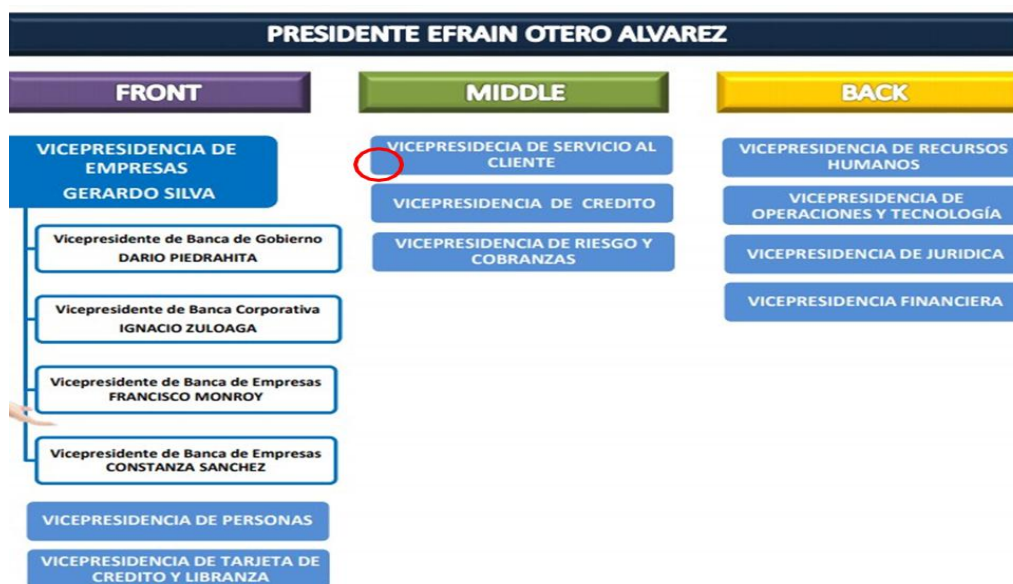 PRESIDENTE EFRAIN OTERO ALVAREZ
FRONT
VICEPRESIDENCIA DE
EMPRESAS
GERARDO SILVA
Vicepresidente de Banca de Gobierno
DARIO PIEDRAHITA
Vicepresidente de Banca Corporativa
IGNACIO ZULOAGA
Vicepresidente de Banca de Empresas
FRANCISCO MONROY
Vicepresidente de Banca de Empresas
CONSTANZA SANCHEZ
VICEPRESIDENCIA DE PERSONAS
VICEPRESIDENCIA DE TARJETA DE
CREDITO Y LIBRANZA
MIDDLE
VICEPRESIDECIA DE SERVICIO AL
CLIENTE
VICEPRESIDENCIA DE CREDITO
VICEPRESIDENCIA DE RIESGO Y
COBRANZAS
BACK
VICEPRESIDENCIA DE RECURSOS
HUMANOS
VICEPRESIDENCIA DE
OPERACIONES Y TECNOLOGÍA
VICEPRESIDENCIA DE JURIDICA
VICEPRESIDENCIA FINANCIERA